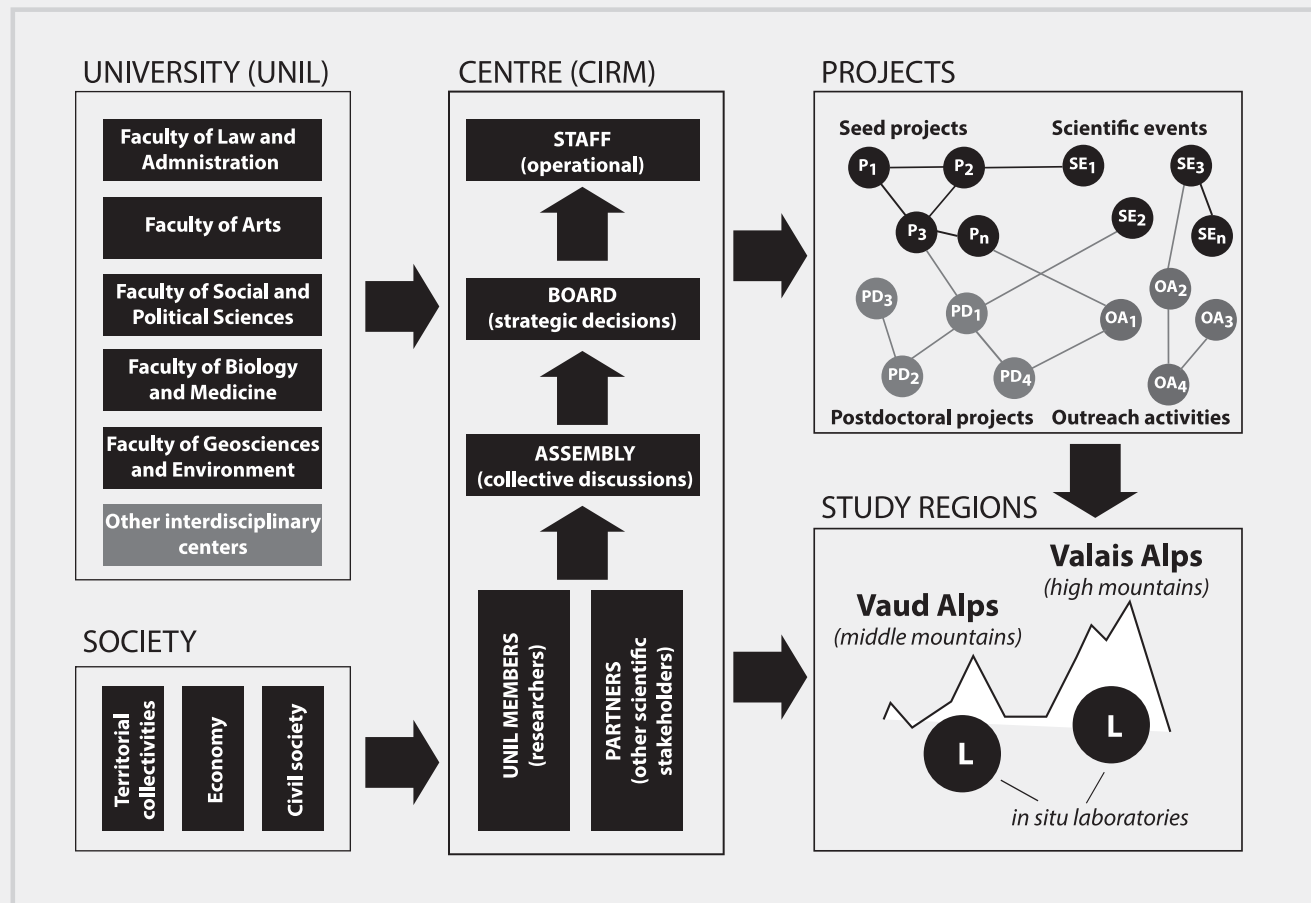 UNIVERSITY (UNIL)
Faculty of Law and
Admnistration
Faculty of Arts
Faculty of Social and
Political Sciences
Faculty of Biology
and Medicine
Faculty of Geosciences
and Environment
Other interdisciplinary
centers
SOCIETY
Territorial
collectivities
Economy
Civil society
CENTRE (CIRM)
STAFF
(operational)
BOARD
(strategic decisions)
ASSEMBLY
(collective discussions)
UNIL MEMBERS
(researchers)
PARTNERS
(other scientific
stakeholders)
PROJECTS
Seed projects
Scientific events
P1
P2
SE1
SE3
P3
Pn
SE2
SEn
PD3
PD1
OA2
OA1
OA3
PD2
PD4
OA4
Postdoctoral projects
Outreach activities
STUDY REGIONS
Valais Alps
(high mountains)
Vaud Alps
(middle mountains)
L
L
in situ laboratories